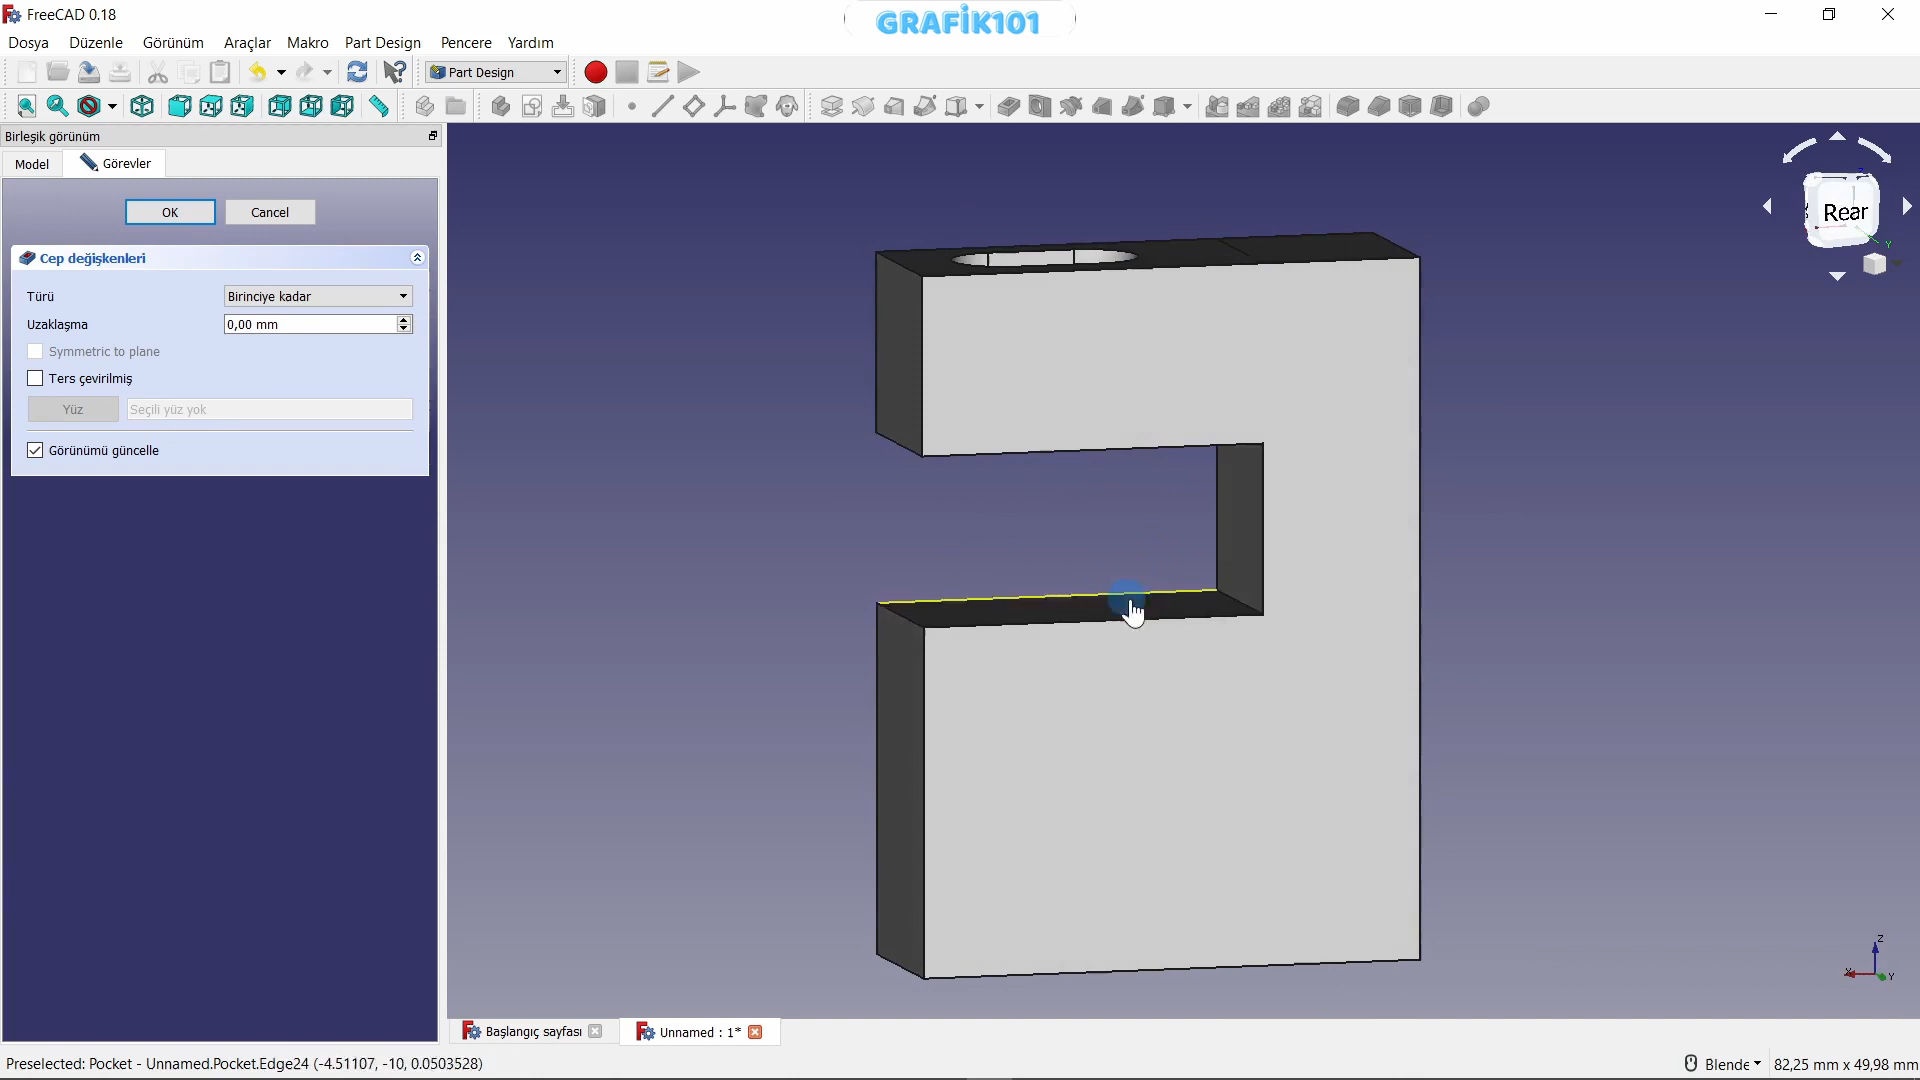 FreeCAD 0.18
GRAFİK101
Dosya Düzenle Görünüm Araçlar Makro Part Design Pencere Yardım
Part Design
Birleşik görünüm
Model Görevler
OK Cancel
Cep değişkenleri
Türü Birinciye kadar
Uzaklaşma 0,00 mm
Symmetric to plane
Ters çevirilmiş
Yüz Seçili yüz yok
Görünümü güncelle
Rear
Y
Z
X Y
Başlangıç sayfası Unnamed : 1*
Preselected: Pocket - Unnamed.Pocket.Edge24 (-4.51107, -10, 0.0503528) Blende 82,25 mm x 49,98 mm